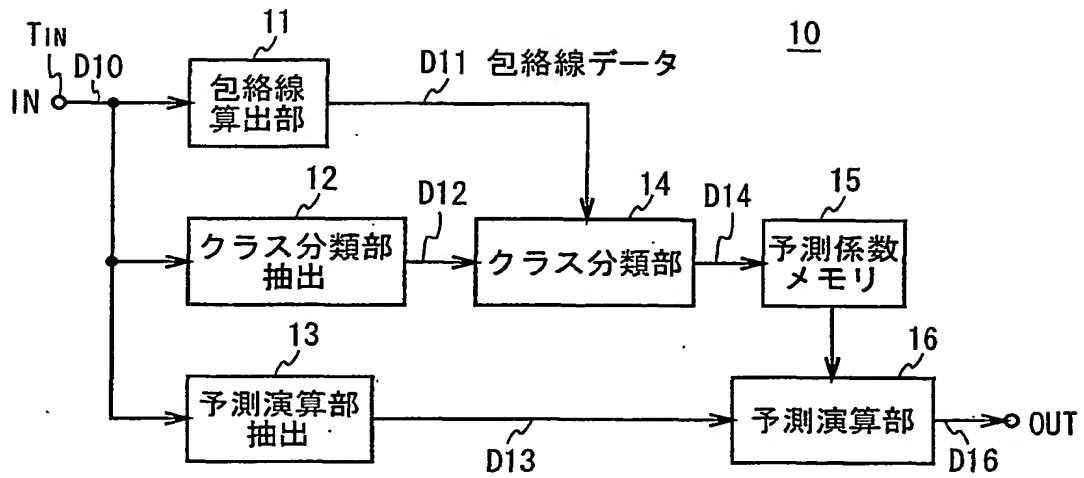 10
TIN
IN
D10
11
包絡線
算出部
D11 包絡線データ
12
クラス分類部
抽出
D12
14
クラス分類部
D14
15
予測係数
メモリ
13
予測演算部
抽出
D13
16
予測演算部
D16
OUT